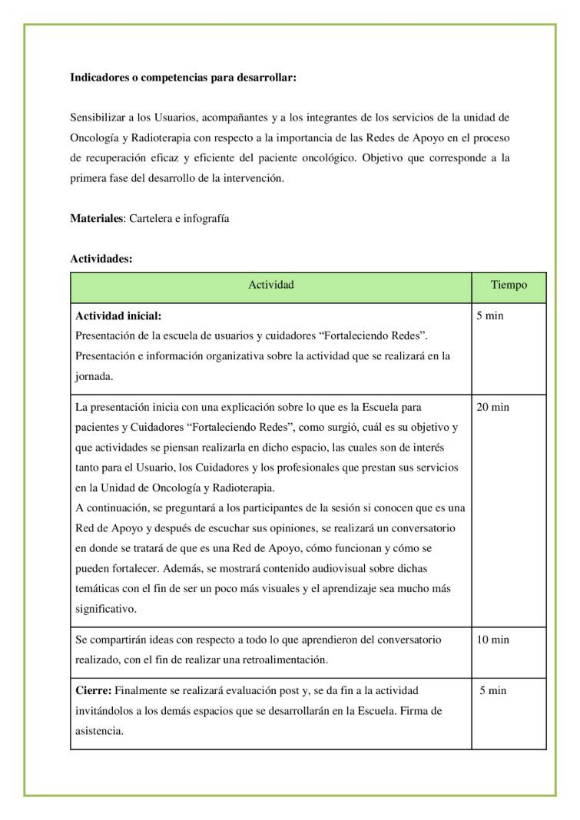 Indicadores o competencias para desarrollar:
Sensibilizar a los Usuarios, acompañantes y a los integrantes de los servicios de la unidad de
Oncología y Radioterapia con respecto a la importancia de las Redes de Apoyo en el proceso
de recuperación eficaz y eficiente del paciente oncológico. Objetivo que corresponde a la
primera fase del desarrollo de la intervención.
Materiales: Cartelera e infografía
Actividades:
Actividad Tiempo
Actividad inicial: 5 min
Presentación de la escuela de usuarios y cuidadores “Fortaleciendo Redes”.
Presentación e información organizativa sobre la actividad que se realizará en la
jornada.
La presentación inicia con una explicación sobre lo que es la Escuela para 20 min
pacientes y Cuidadores “Fortaleciendo Redes”, como surgió, cuál es su objetivo y
que actividades se piensan realizarla en dicho espacio, las cuales son de interés
tanto para el Usuario, los Cuidadores y los profesionales que prestan sus servicios
en la Unidad de Oncología y Radioterapia.
A continuación, se preguntará a los participantes de la sesión si conocen que es una
Red de Apoyo y después de escuchar sus opiniones, se realizará un conversatorio
en donde se tratará de que es una Red de Apoyo, cómo funcionan y cómo se
pueden fortalecer. Además, se mostrará contenido audiovisual sobre dichas
temáticas con el fin de ser un poco más visuales y el aprendizaje sea mucho más
significativo.
Se compartirán ideas con respecto a todo lo que aprendieron del conversatorio 10 min
realizado, con el fin de realizar una retroalimentación.
Cierre: Finalmente se realizará evaluación post y, se da fin a la actividad 5 min
invitándolos a los demás espacios que se desarrollarán en la Escuela. Firma de
asistencia.